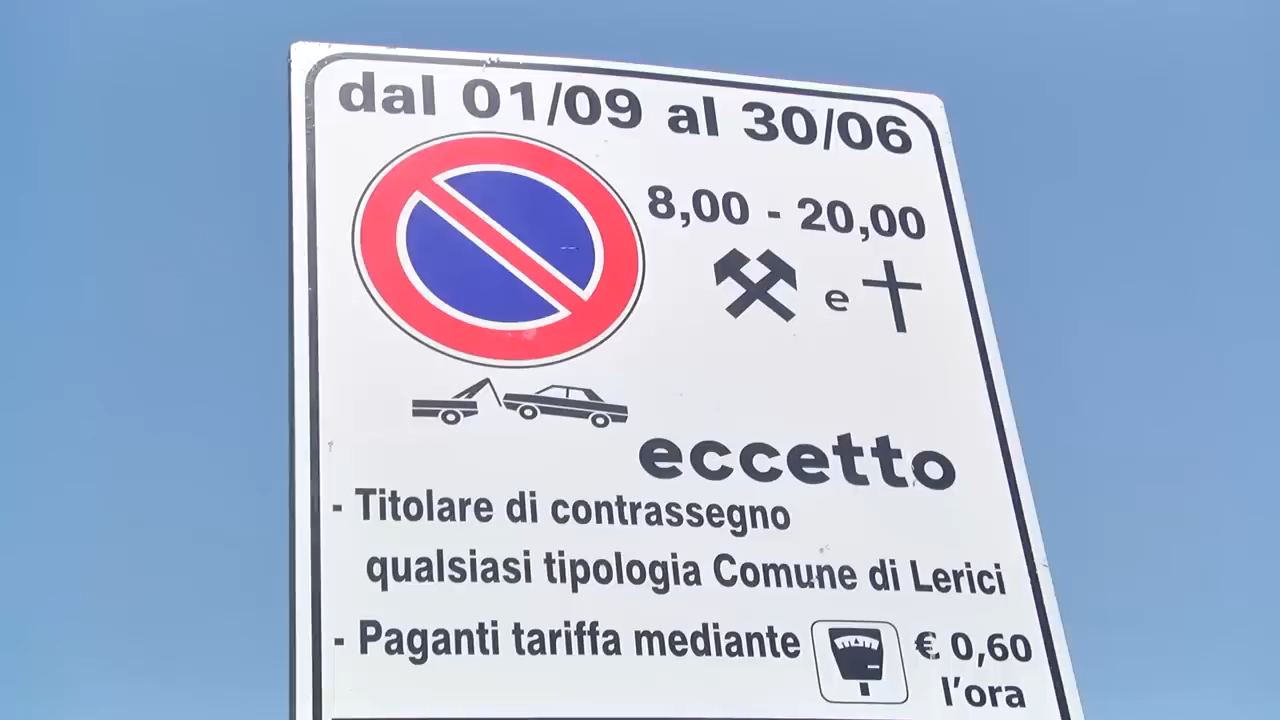 dal 01/09 al 30/06
8,00 - 20,00
e
eccetto
- Titolare di contrassegno
qualsiasi tipologia Comune di Lerici
- Paganti tariffa mediante € 0,60
l'ora